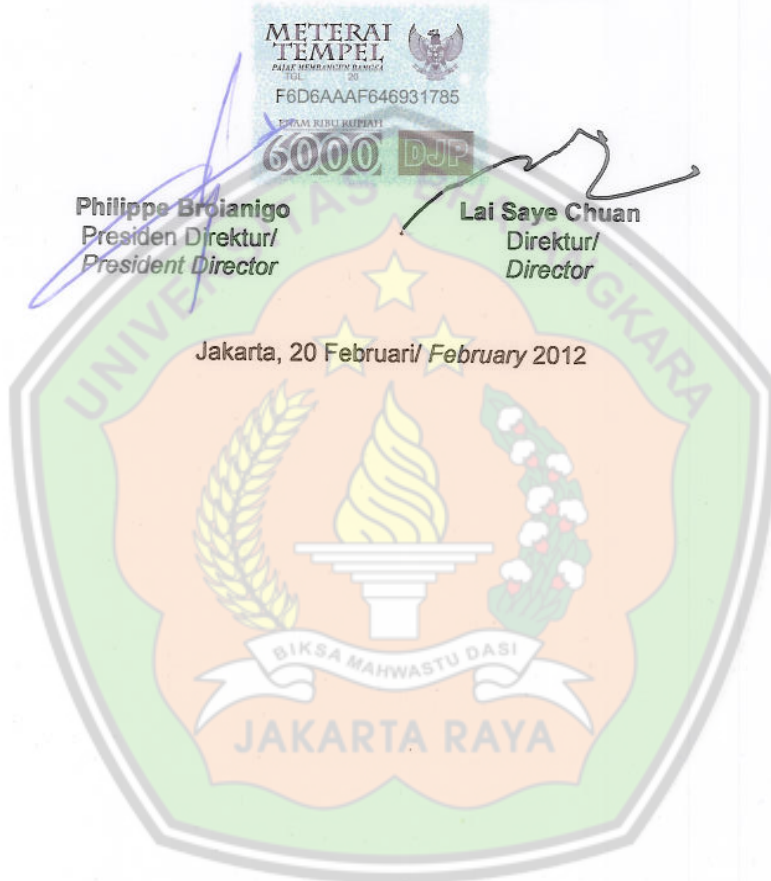 METERAI
TEMPEL
PAJAK MEMBANGUN BANGSA
TGL 20
F6D6AAAF646931785
ENAM RIBU RUPIAH
6000 DJP
Philippe Broianigo
Presiden Direktur/
President Director
Lai Saye Chuan
Direktur/
Director
Jakarta, 20 Februari/ February 2012
UNIVERSITAS BHAYANGKARA
BIKSA MAHWASTU DASI
JAKARTA RAYA